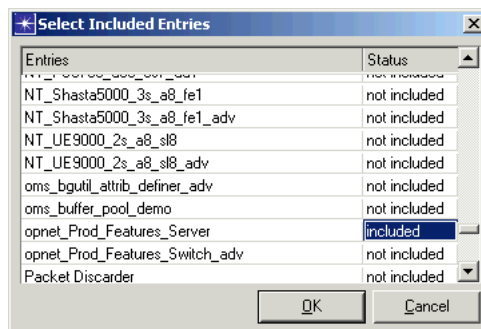 Select Included Entries
Entries Status
NT_Shasta5000_3s_a8_fe1 not included
NT_Shasta5000_3s_a8_fe1_adv not included
NT_UE9000_2s_a8_sl8 not included
NT_UE9000_2s_a8_sl8_adv not included
oms_bgutil_attrib_definer_adv not included
oms_buffer_pool_demo not included
opnet_Prod_Features_Server included
opnet_Prod_Features_Switch_adv not included
Packet Discarder not included
OK Cancel